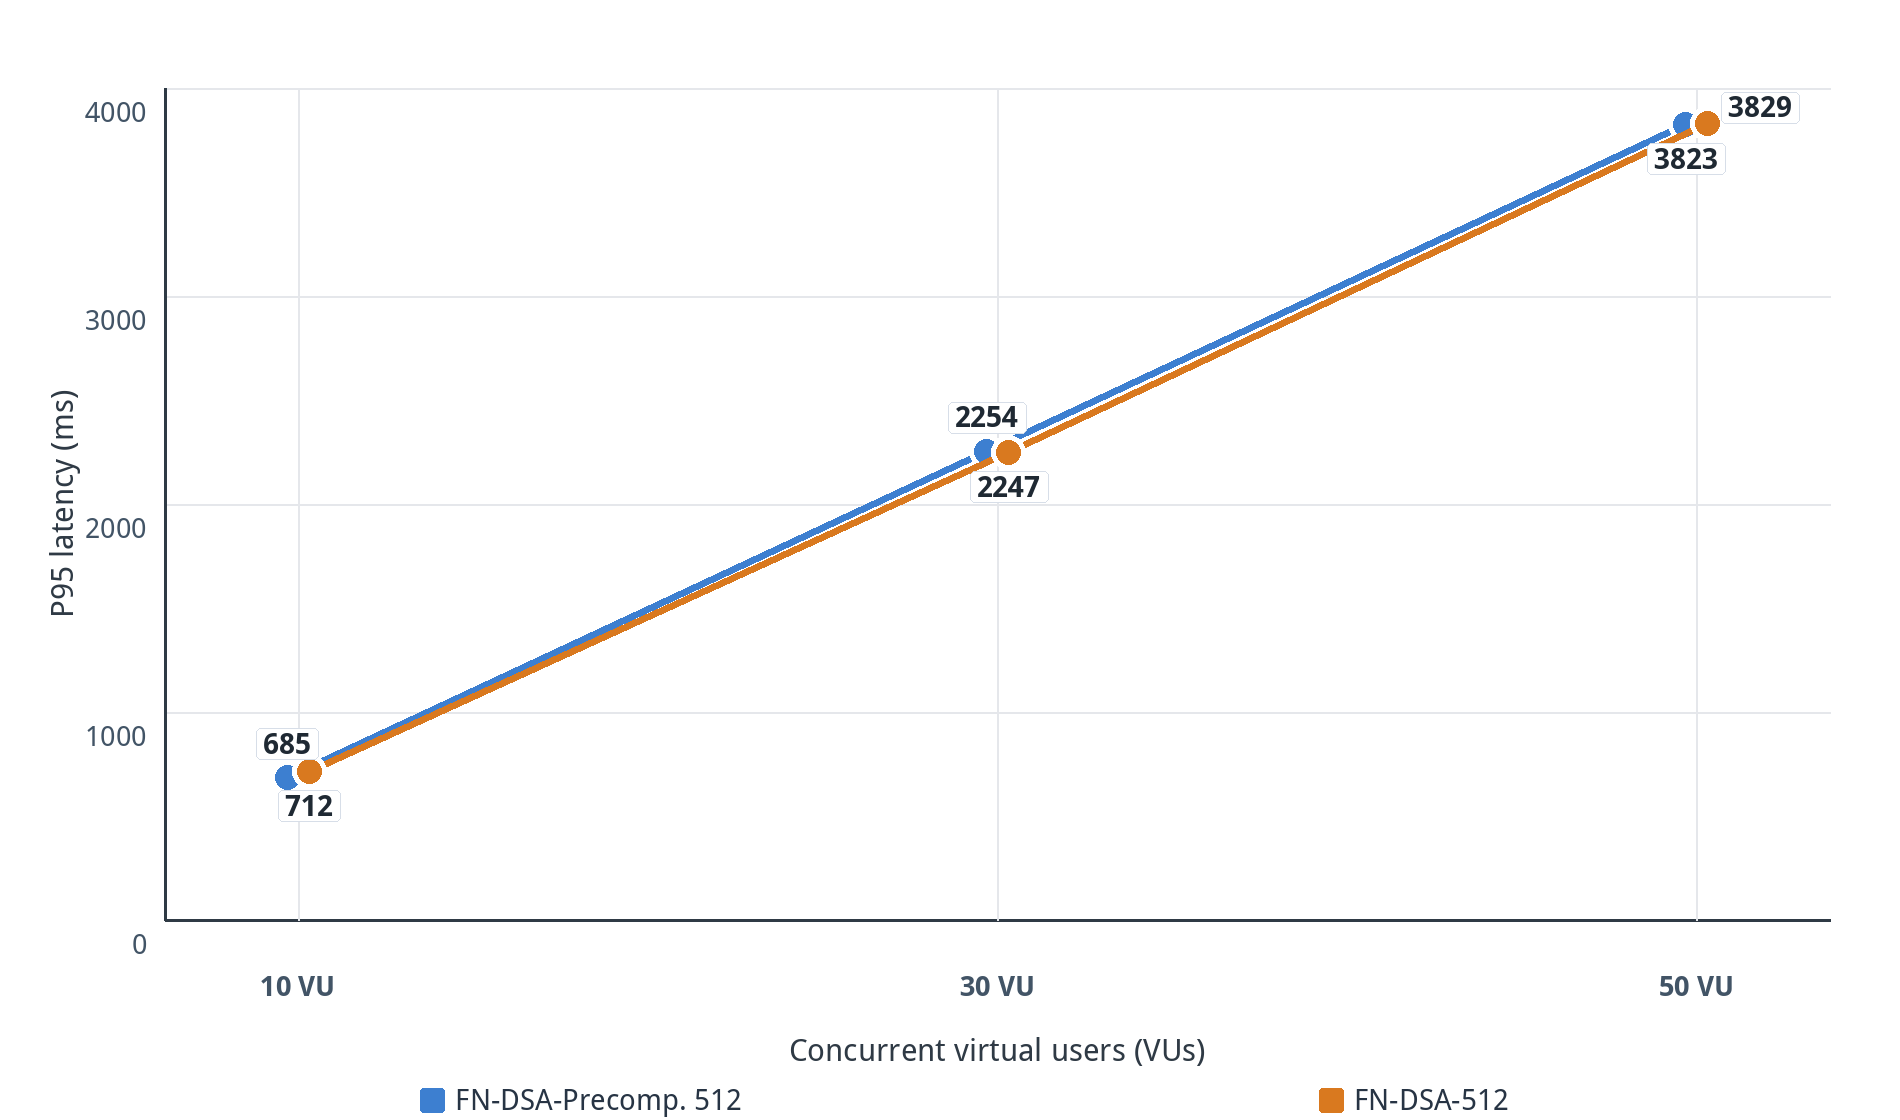 4000
3000
2000
1000
0
P95 latency (ms)
3829
3823
2254
2247
685
712
10 VU
30 VU
50 VU
Concurrent virtual users (VUs)
FN-DSA-Precomp. 512
FN-DSA-512